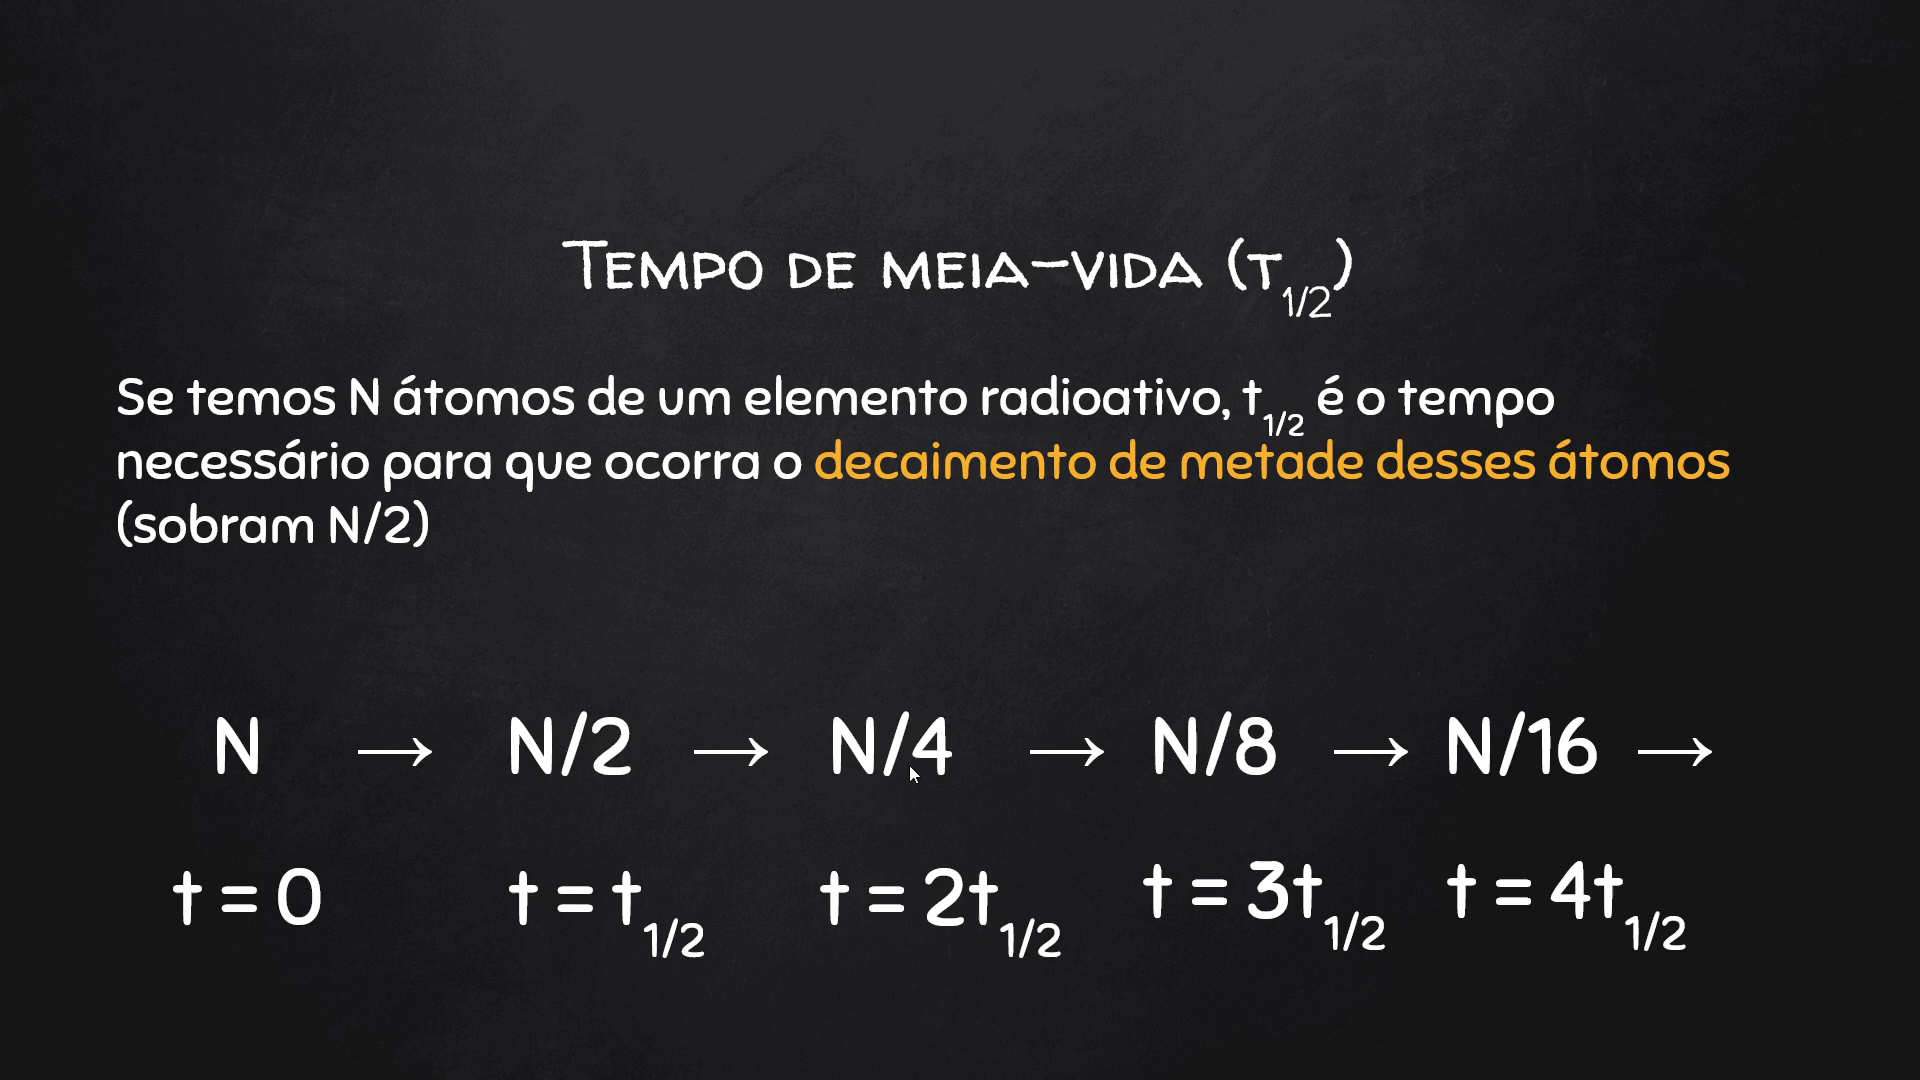 Tempo de meia-vida (t1/2)
Se temos N átomos de um elemento radioativo, t1/2 é o tempo
necessário para que ocorra o decaimento de metade desses átomos
(sobram N/2)
N → N/2 → N/4 → N/8 → N/16 →
t = 0 t = t1/2 t = 2t1/2 t = 3t1/2 t = 4t1/2